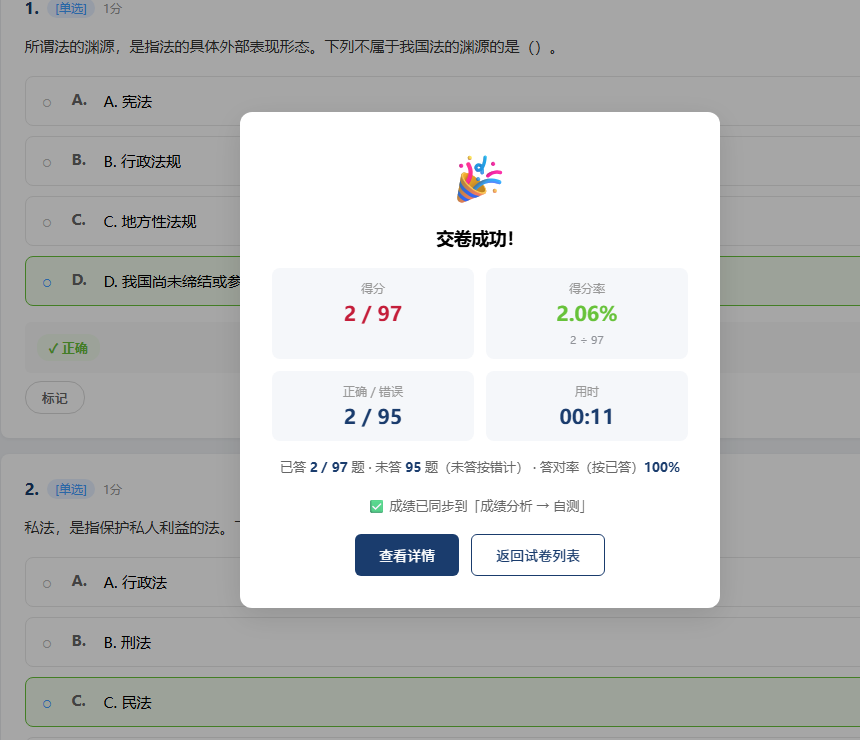 1. [单选] 1分
所谓法的渊源，是指法的具体外部表现形态。下列不属于我国法的渊源的是（）。
A. A. 宪法
B. B. 行政法规
C. C. 地方性法规
D. D. 我国尚未缔结或参
✓ 正确
标记
交卷成功！
得分
2 / 97
得分率
2.06%
2 ÷ 97
正确 / 错误
2 / 95
用时
00:11
已答 2 / 97 题 · 未答 95 题（未答按错计） · 答对率（按已答）100%
成绩已同步到「成绩分析 → 自测」
查看详情
返回试卷列表
2. [单选] 1分
私法，是指保护私人利益的法。
A. A. 行政法
B. B. 刑法
C. C. 民法